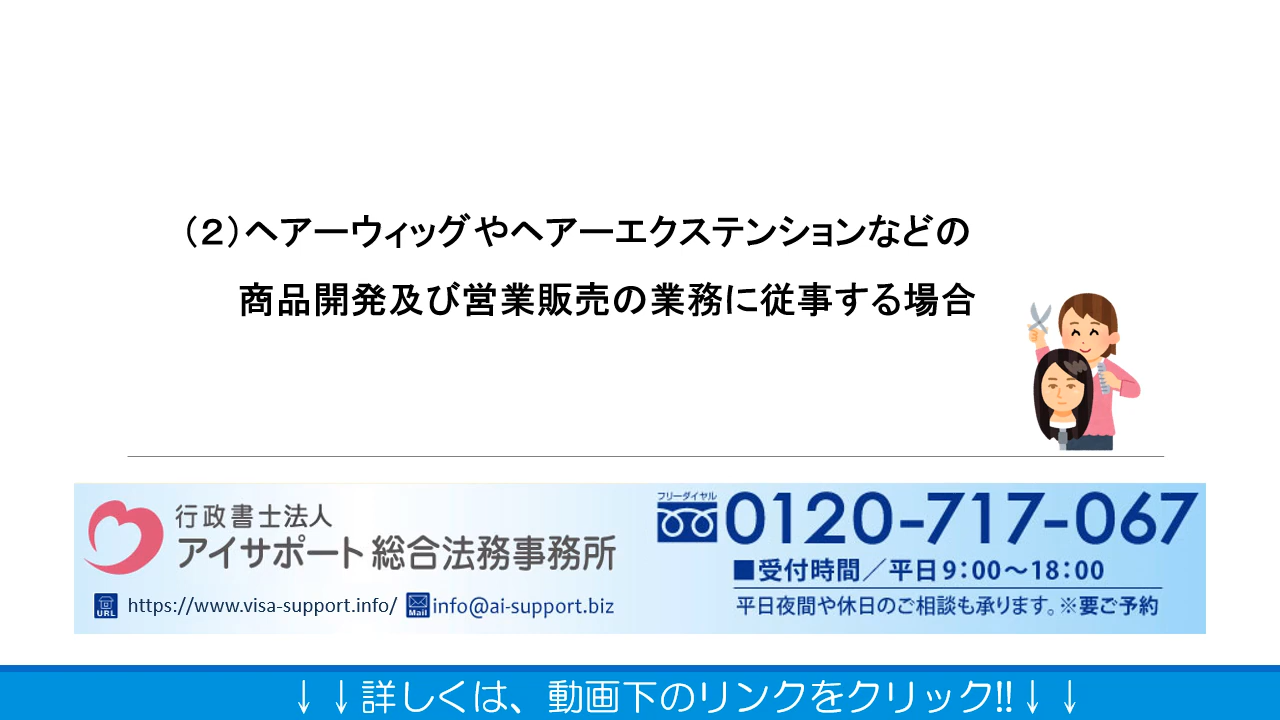 （２）ヘアーウィッグやヘアーエクステンションなどの
商品開発及び営業販売の業務に従事する場合
行政書士法人
アイサポート 総合法務事務所
URL https://www.visa-support.info/ Mail info@ai-support.biz
フリーダイヤル
0120-717-067
■受付時間／平日9：00～18：00
平日夜間や休日のご相談も承ります。※要ご予約
↓↓詳しくは、動画下のリンクをクリック!!↓↓